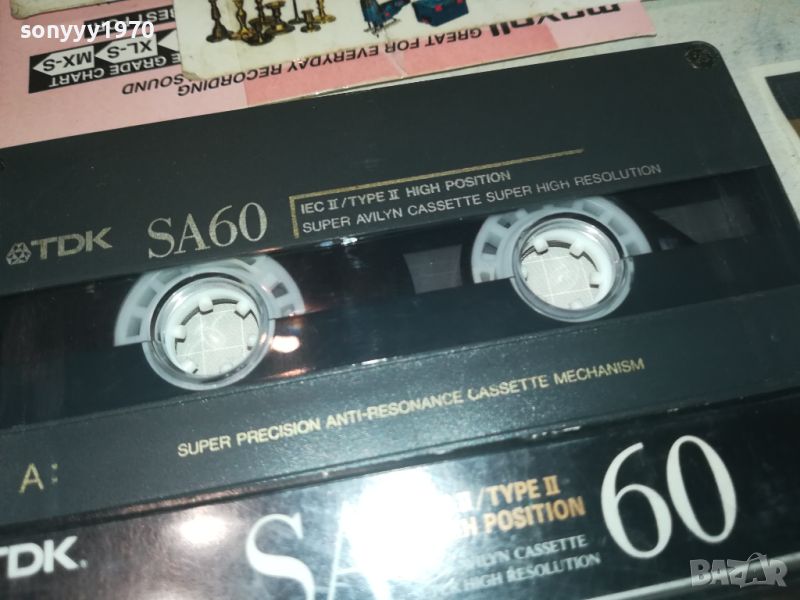 sonyyy1970
maxell GREAT FOR EVERYDAY RECORDING
SOUND
GRADE CHART
XL-S
MX-S
TDK SA60
IEC II/TYPE II HIGH POSITION
SUPER AVILYN CASSETTE SUPER HIGH RESOLUTION
SUPER PRECISION ANTI-RESONANCE CASSETTE MECHANISM
A:
TDK. SA 60
/TYPE II
POSITION
CASSETTE
HIGH RESOLUTION
BAZAR